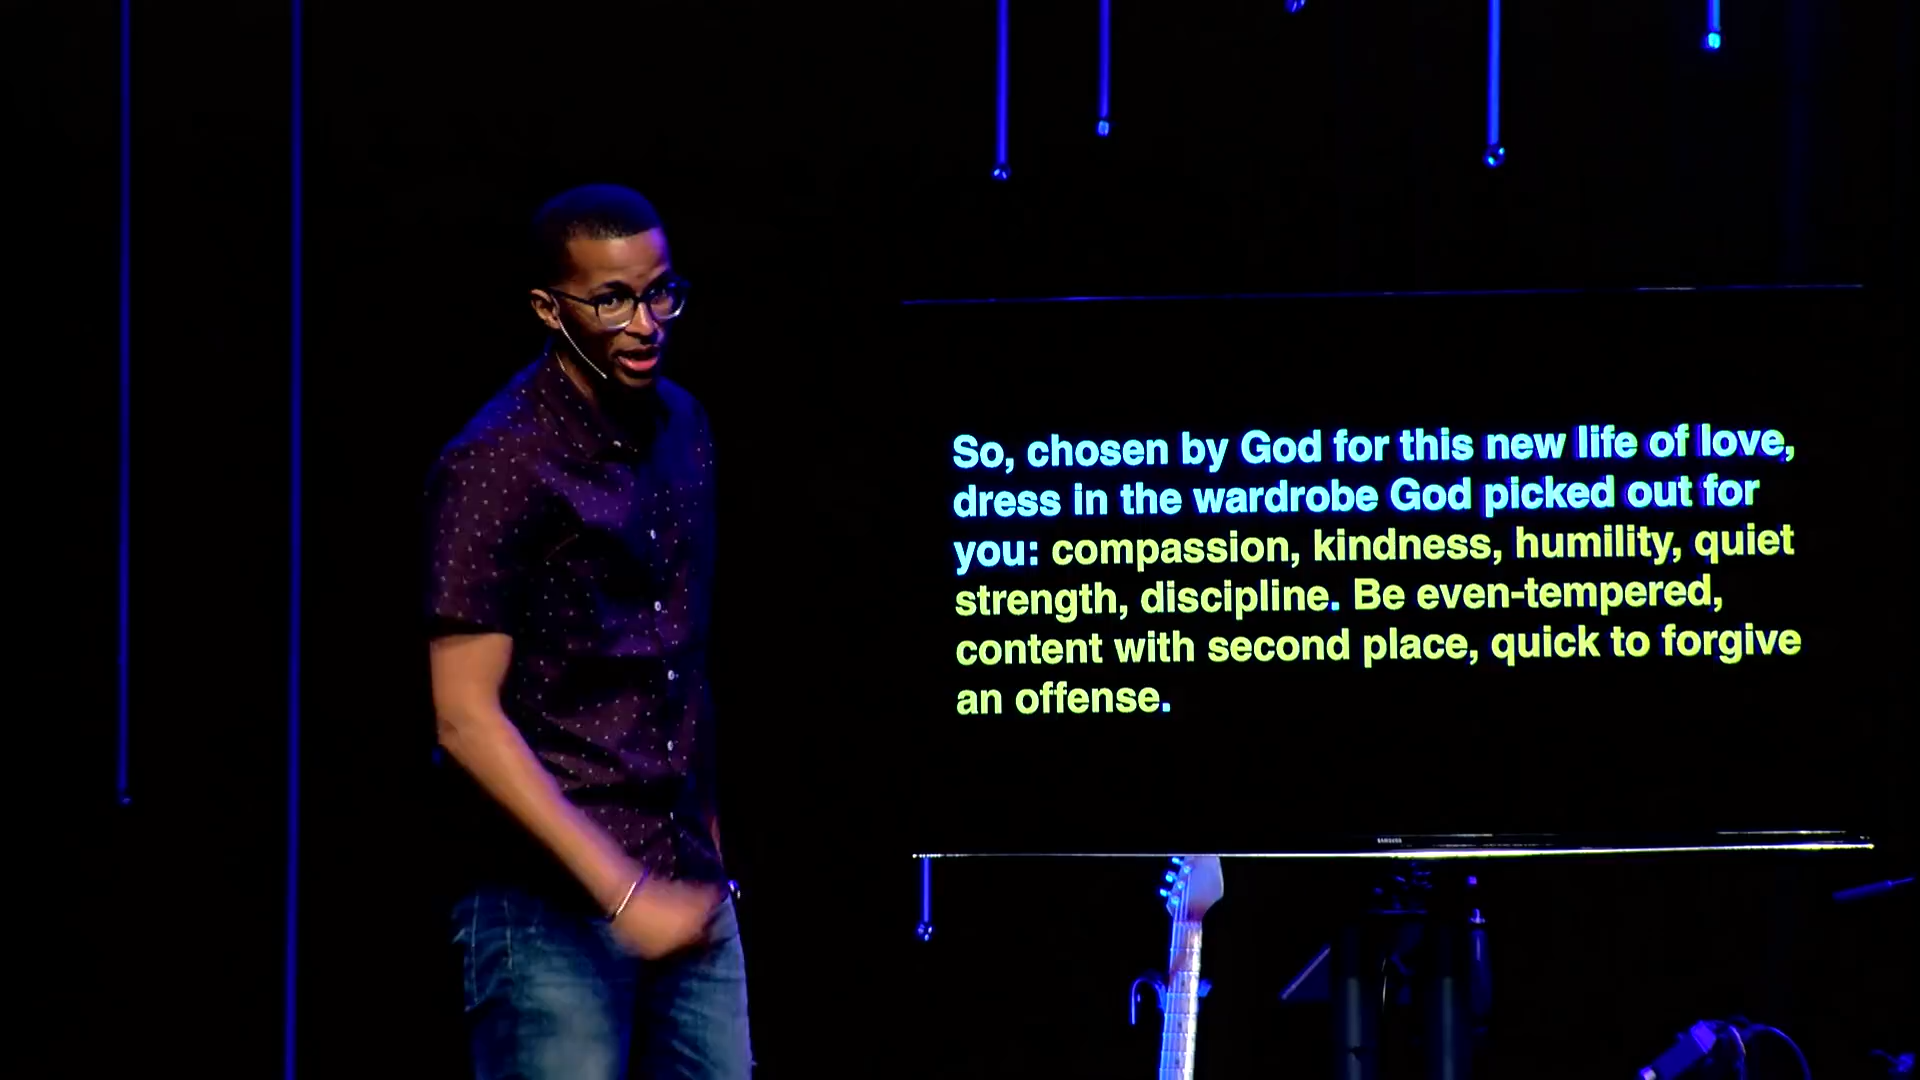 So, chosen by God for this new life of love,
dress in the wardrobe God picked out for
you: compassion, kindness, humility, quiet
strength, discipline. Be even-tempered,
content with second place, quick to forgive
an offense.
SAMSUNG